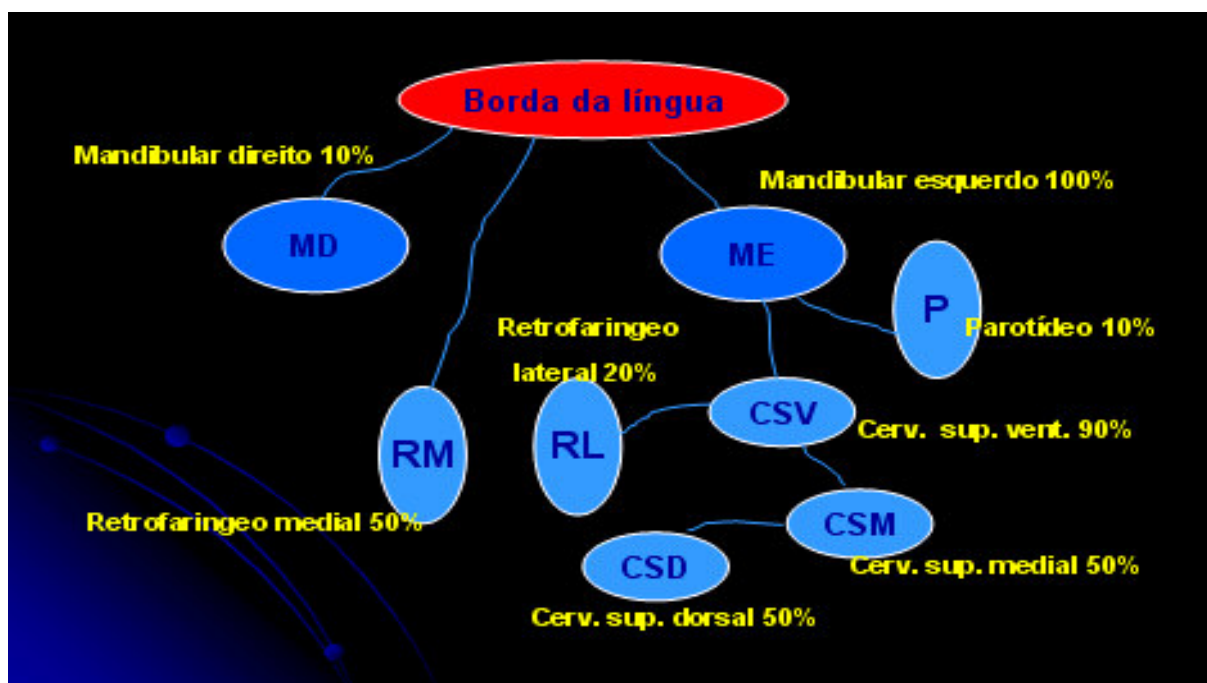 Borda da língua
Mandibular direito 10%
Mandibular esquerdo 100%
MD
ME
P
Retrofaringeo
lateral 20%
Parotídeo 10%
CSV
Cerv. sup. vent. 90%
RM
RL
Retrofaringeo medial 50%
CSM
CSD
Cerv. sup. medial 50%
Cerv. sup. dorsal 50%